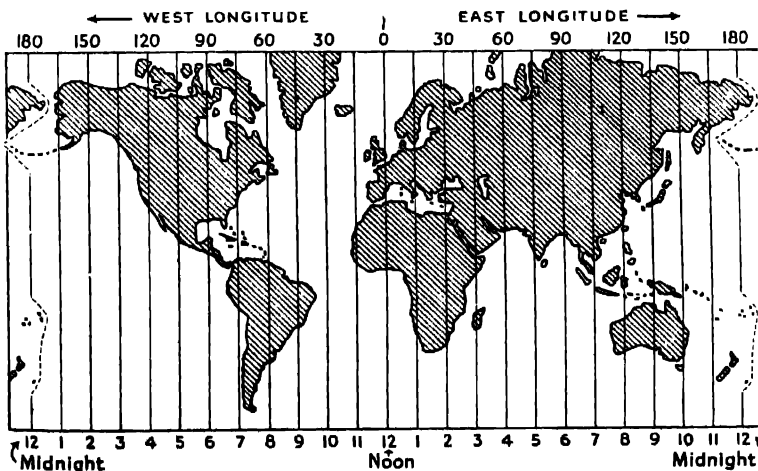 ← WEST LONGITUDE EAST LONGITUDE →
180 150 120 90 60 30 0 30 60 90 120 150 180
12 1 2 3 4 5 6 7 8 9 10 11 12 1 2 3 4 5 6 7 8 9 10 11 12
Midnight Noon Midnight